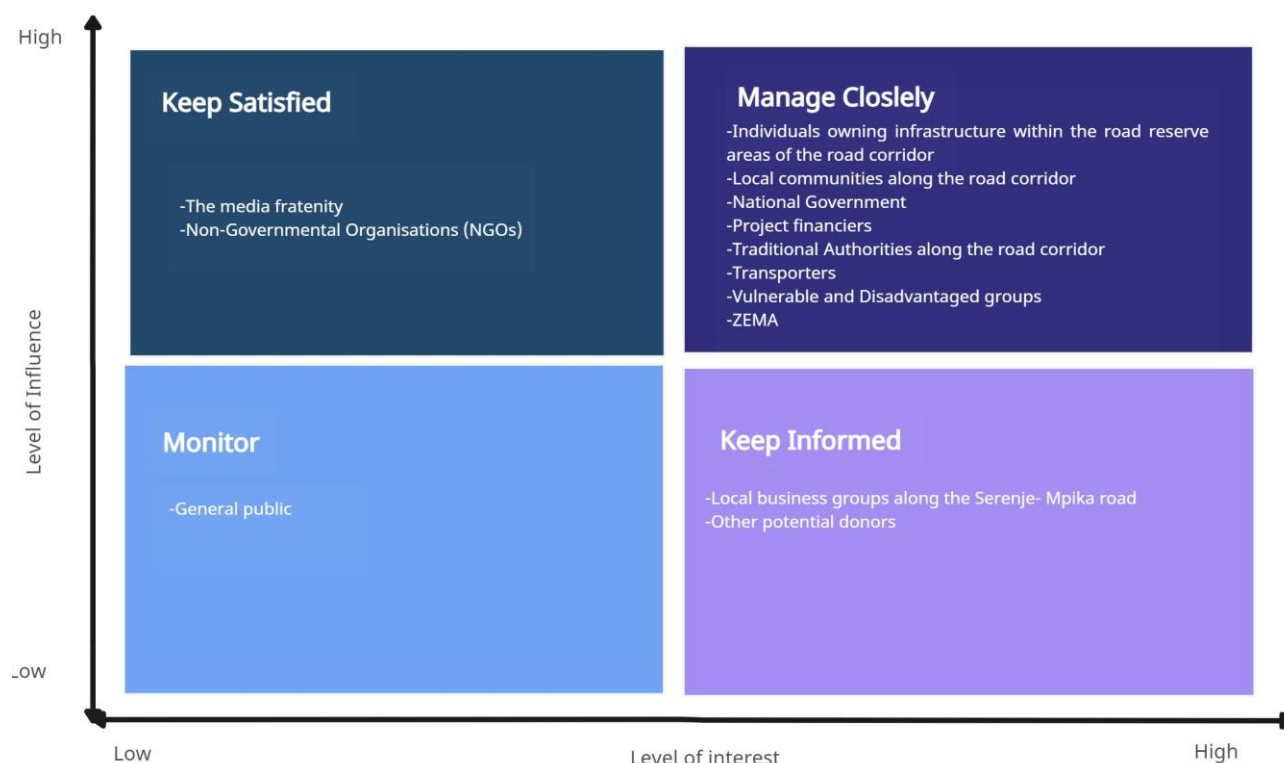 High
Keep Satisfied
-The media fratenity
-Non-Governmental Organisations (NGOs)
Manage Closlely
-Individuals owning infrastructure within the road reserve
areas of the road corridor
-Local communities along the road corridor
-National Government
-Project financiers
-Traditional Authorities along the road corridor
-Transporters
-Vulnerable and Disadvantaged groups
-ZEMA
Level of Influence
Monitor
-General public
Keep Informed
-Local business groups along the Serenje- Mpika road
-Other potential donors
Low
Low
Level of interest
High